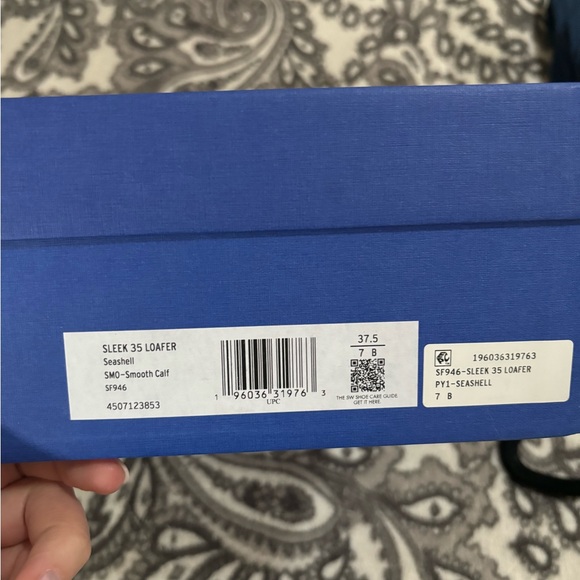 SLEEK 35 LOAFER
Seashell
SMO-Smooth Calf
SF946
4507123853
1 96036 31976 3
UPC
37.5
7 B
THE SW SHOE CARE GUIDE.
GET IT HERE.
196036319763
SF946-SLEEK 35 LOAFER
PY1-SEASHELL
7 B